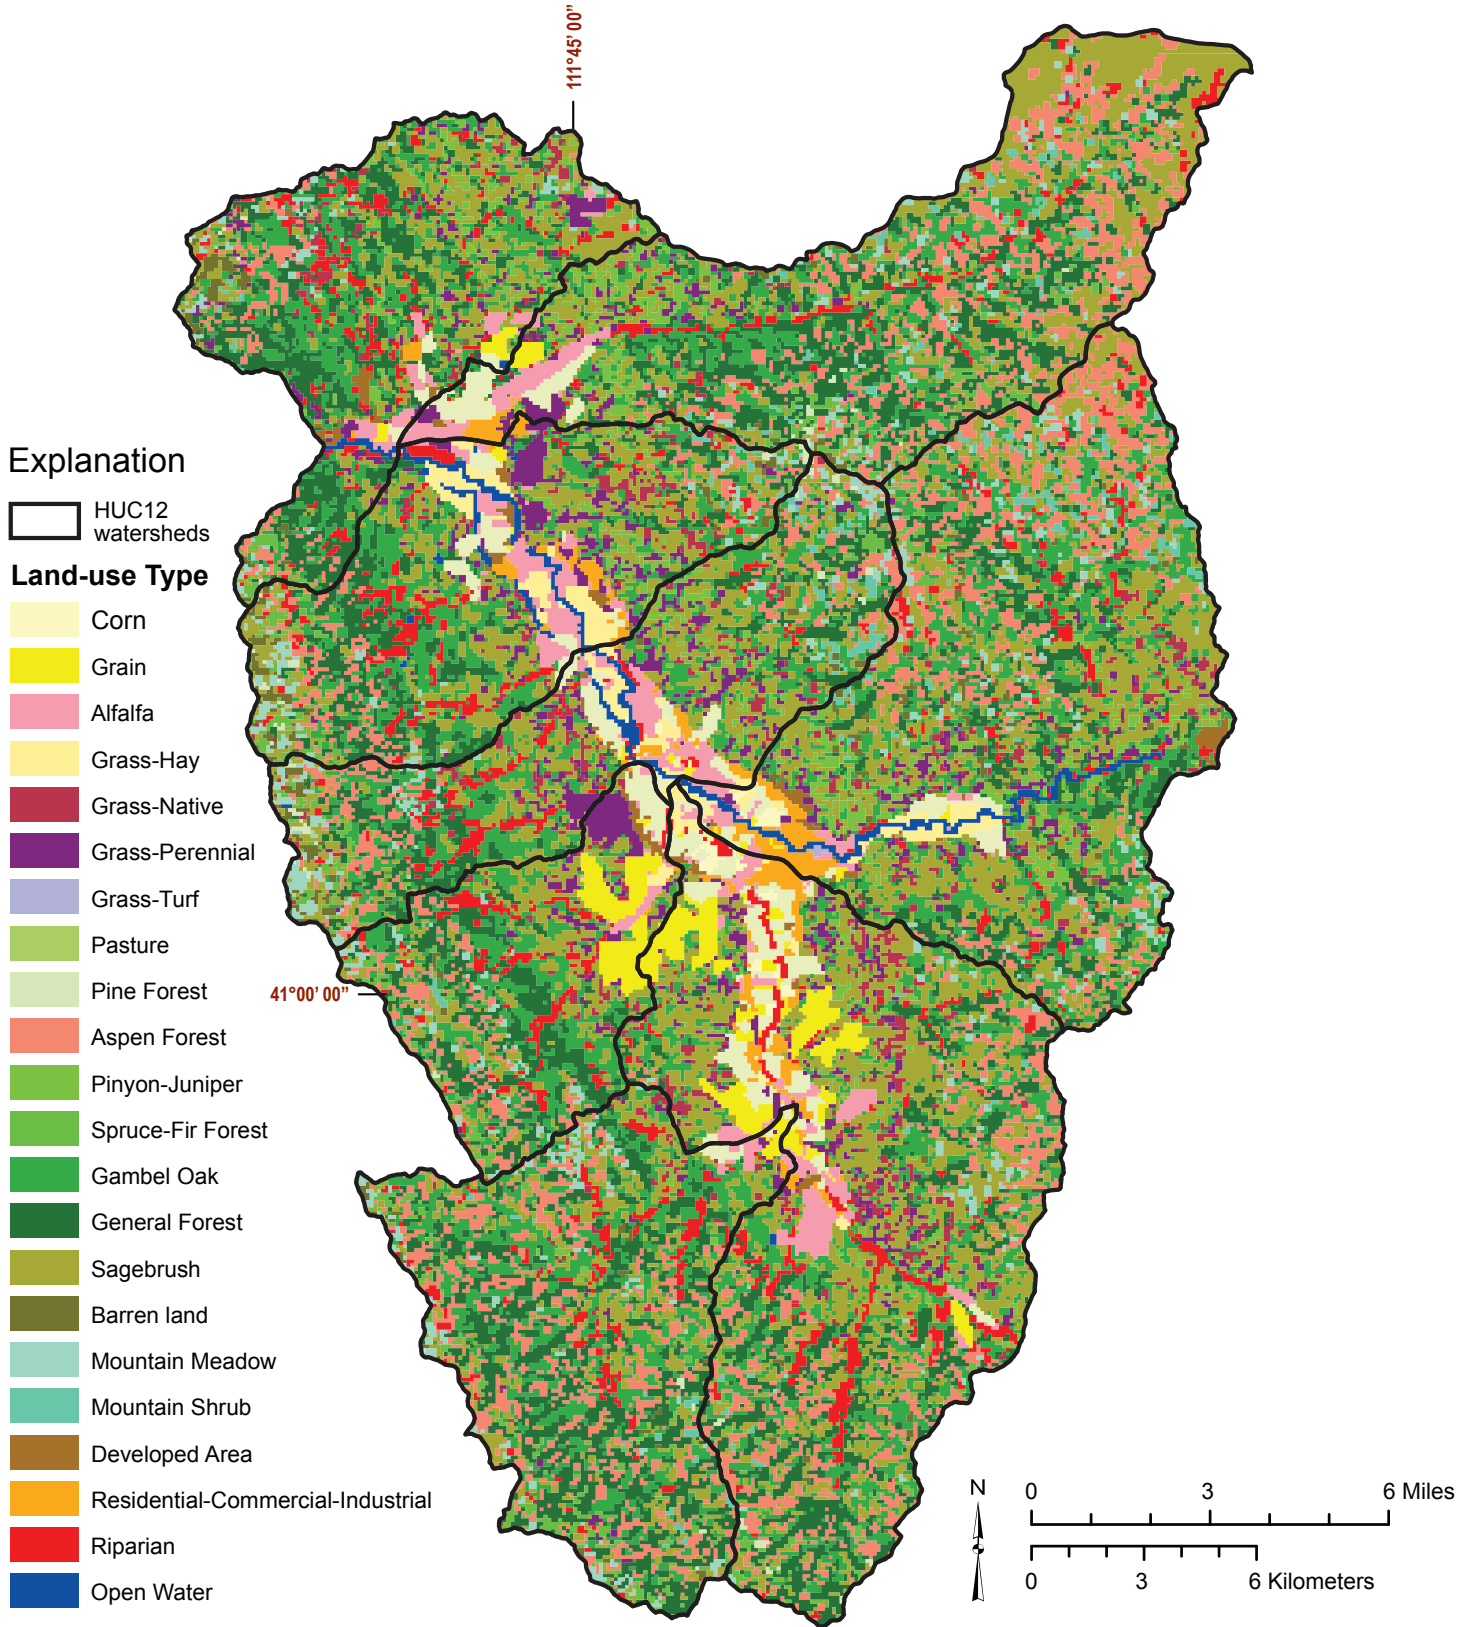 111°45' 00”
Explanation
HUC12
watersheds
Land-use Type
Corn
Grain
Alfalfa
Grass-Hay
Grass-Native
Grass-Perennial
Grass-Turf
Pasture
Pine Forest
41°00' 00”
Aspen Forest
Pinyon-Juniper
Spruce-Fir Forest
Gambel Oak
General Forest
Sagebrush
Barren land
Mountain Meadow
Mountain Shrub
Developed Area
Residential-Commercial-Industrial
Riparian
Open Water
N
0 3 6 Miles
0 3 6 Kilometers